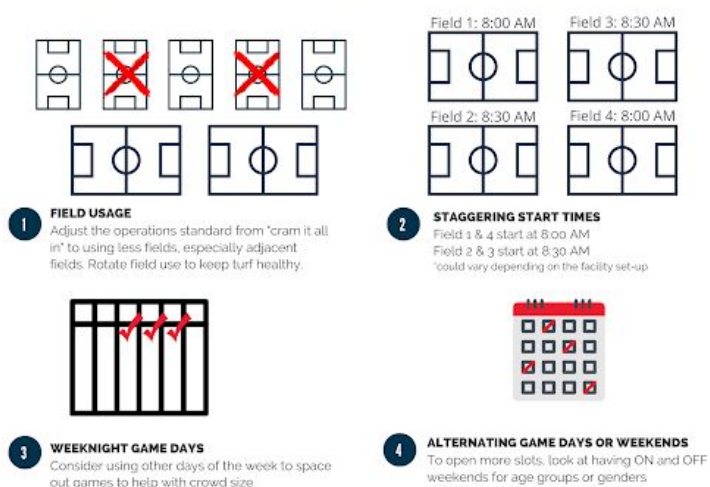 Field 1: 8:00 AM
Field 3: 8:30 AM
Field 2: 8:30 AM
Field 4: 8:00 AM
1
FIELD USAGE
Adjust the operations standard from "cram it all
in" to using less fields, especially adjacent
fields. Rotate field use to keep turf healthy.
2
STAGGERING START TIMES
Field 1 & 4 start at 8:00 AM
Field 2 & 3 start at 8:30 AM
*could vary depending on the facility set-up
3
WEEKNIGHT GAME DAYS
Consider using other days of the week to space
out games to help with crowd size
4
ALTERNATING GAME DAYS OR WEEKENDS
To open more slots, look at having ON and OFF
weekends for age groups or genders